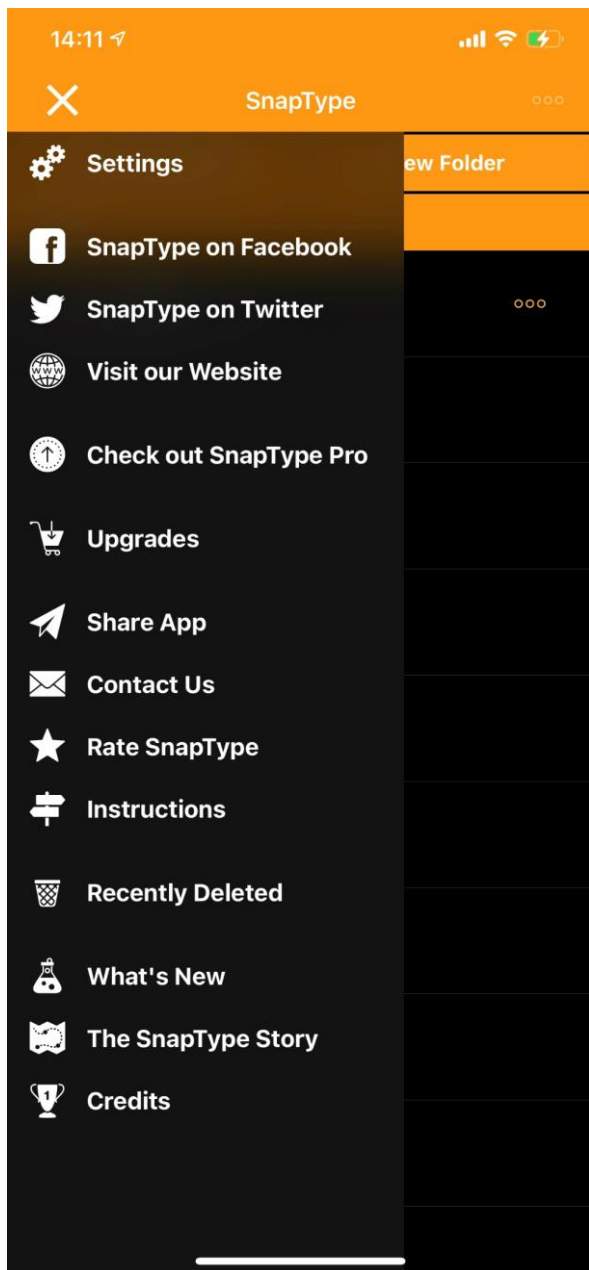 14:11
SnapType
Settings
ew Folder
SnapType on Facebook
SnapType on Twitter
Visit our Website
Check out SnapType Pro
Upgrades
Share App
Contact Us
Rate SnapType
Instructions
Recently Deleted
What's New
The SnapType Story
Credits